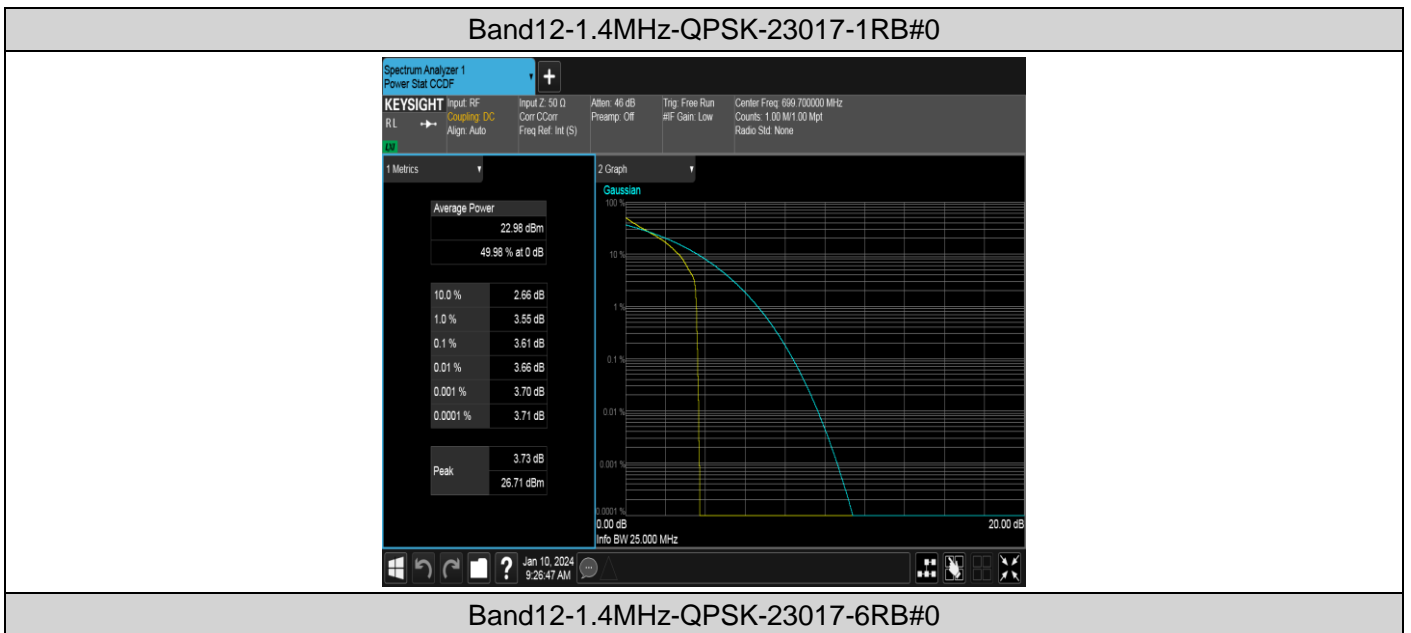 Band12-1.4MHz-QPSK-23017-1RB#0
Spectrum Analyzer 1
Power Stat CCDF
KEYSIGHT
RL
LXI
Input: RF
Coupling: DC
Align: Auto
Input Z: 50 Ω
Corr CCorr
Freq Ref: Int (S)
Atten: 46 dB
Preamp: Off
Trig: Free Run
#IF Gain: Low
Center Freq: 699.700000 MHz
Counts: 1.00 M/1.00 Mpt
Radio Std: None
1 Metrics
Average Power
22.98 dBm
49.98 % at 0 dB
10.0 % 2.66 dB
1.0 % 3.55 dB
0.1 % 3.61 dB
0.01 % 3.66 dB
0.001 % 3.70 dB
0.0001 % 3.71 dB
Peak 3.73 dB
26.71 dBm
2 Graph
Gaussian
100 %
10 %
1 %
0.1 %
0.01 %
0.001 %
0.0001 %
0.00 dB 20.00 dB
Info BW 25.000 MHz
?
Jan 10, 2024
9:26:47 AM
Band12-1.4MHz-QPSK-23017-6RB#0